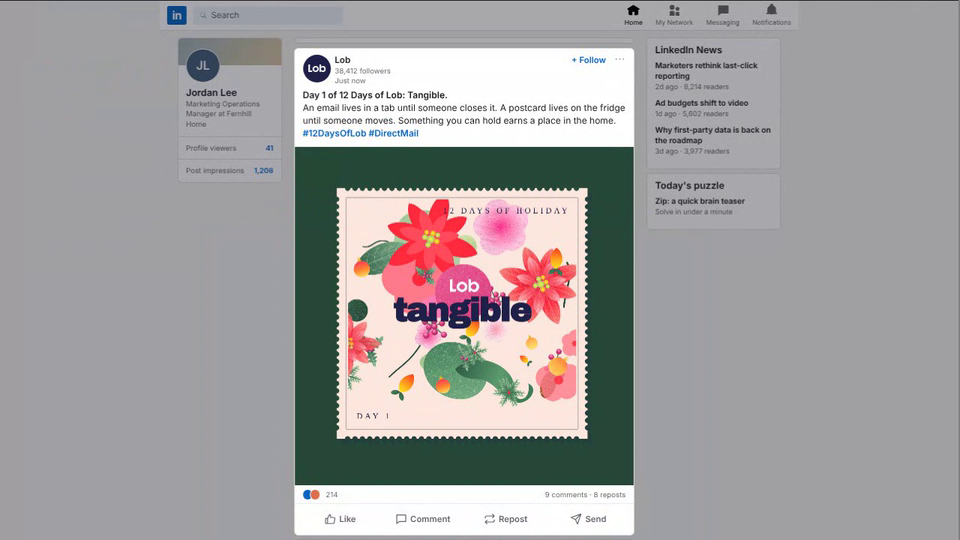 in
Search
Home
My Network
Messaging
Notifications
JL
Jordan Lee
Marketing Operations
Manager at Fernhill
Home
Profile viewers 41
Post impressions 1,208
Lob
Lob
38,412 followers
Just now
+ Follow
Day 1 of 12 Days of Lob: Tangible.
An email lives in a tab until someone closes it. A postcard lives on the fridge
until someone moves. Something you can hold earns a place in the home.
#12DaysOfLob #DirectMail
12 DAYS OF HOLIDAY
Lob
tangible
DAY 1
214
9 comments · 8 reposts
Like
Comment
Repost
Send
LinkedIn News
Marketers rethink last-click
reporting
2d ago · 8,214 readers
Ad budgets shift to video
1d ago · 5,602 readers
Why first-party data is back on
the roadmap
3d ago · 3,977 readers
Today's puzzle
Zip: a quick brain teaser
Solve in under a minute